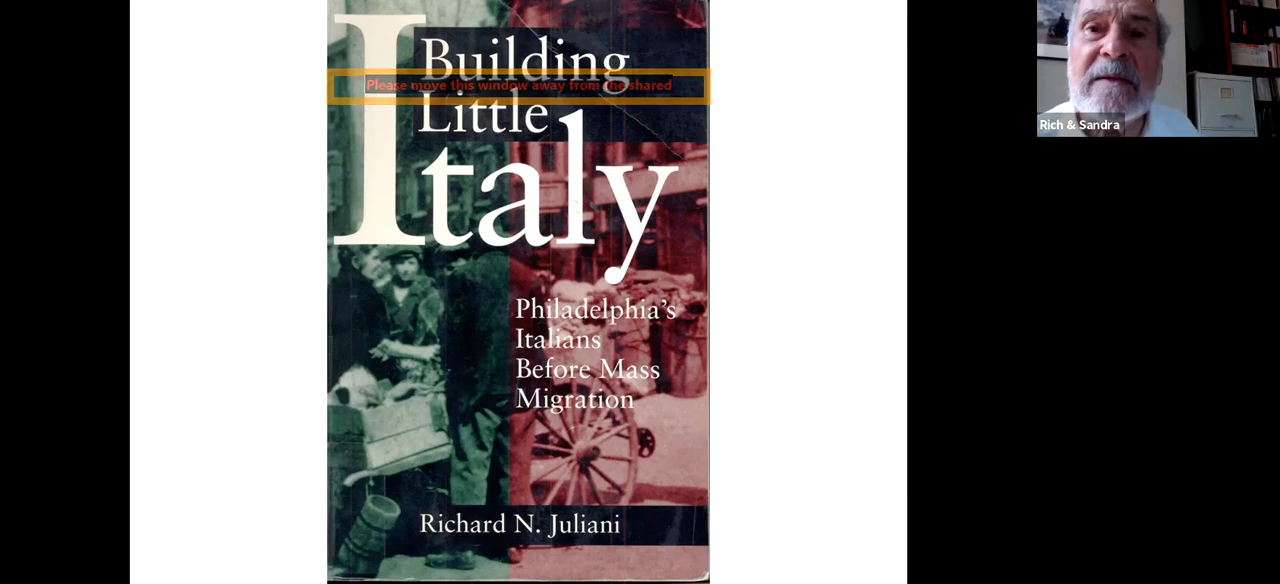 Building
Please move this window away from the shared
Little
Italy
Philadelphia's
Italians
Before Mass
Migration
Richard N. Juliani
Rich & Sandra